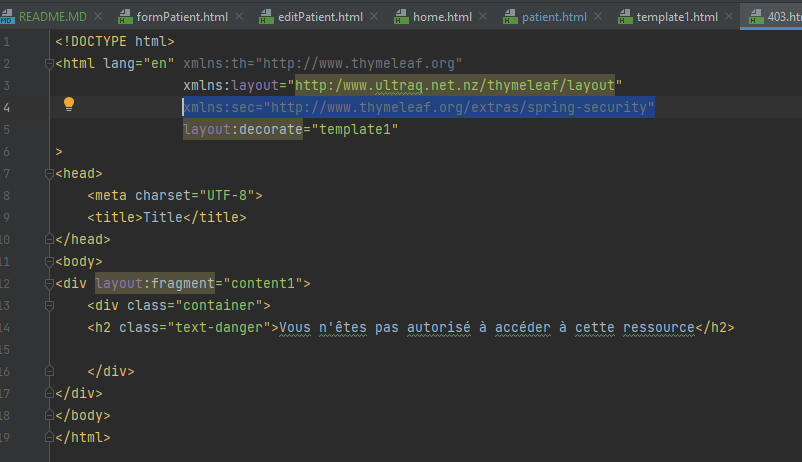 README.MD × formPatient.html × editPatient.html × home.html × patient.html × template1.html × 403.ht
1 <!DOCTYPE html>
2 <html lang="en" xmlns:th="http://www.thymeleaf.org"
3 xmlns:layout="http:/www.ultraq.net.nz/thymeleaf/layout"
4 xmlns:sec="http://www.thymeleaf.org/extras/spring-security"
5 layout:decorate="template1"
6 >
7 <head>
8 <meta charset="UTF-8">
9 <title>Title</title>
10 </head>
11 <body>
12 <div layout:fragment="content1">
13 <div class="container">
14 <h2 class="text-danger">Vous n'êtes pas autorisé à accéder à cette ressource</h2>
15
16 </div>
17 </div>
18 </body>
19 </html>